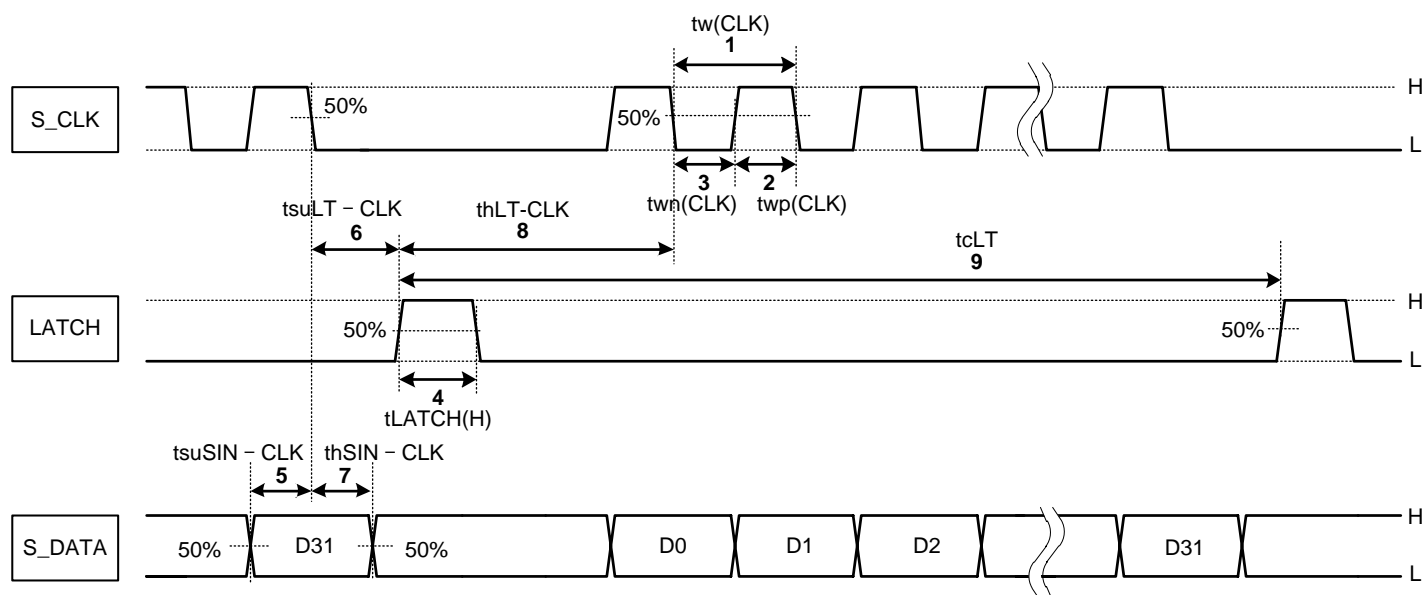 tw(CLK)
1
H
S_CLK
50%
50%
L
3
2
twn(CLK)
twp(CLK)
tsuLT – CLK
6
thLT-CLK
8
tcLT
9
H
LATCH
50%
50%
L
4
tLATCH(H)
tsuSIN – CLK
5
thSIN – CLK
7
H
S_DATA
50%
D31
50%
D0
D1
D2
D31
L